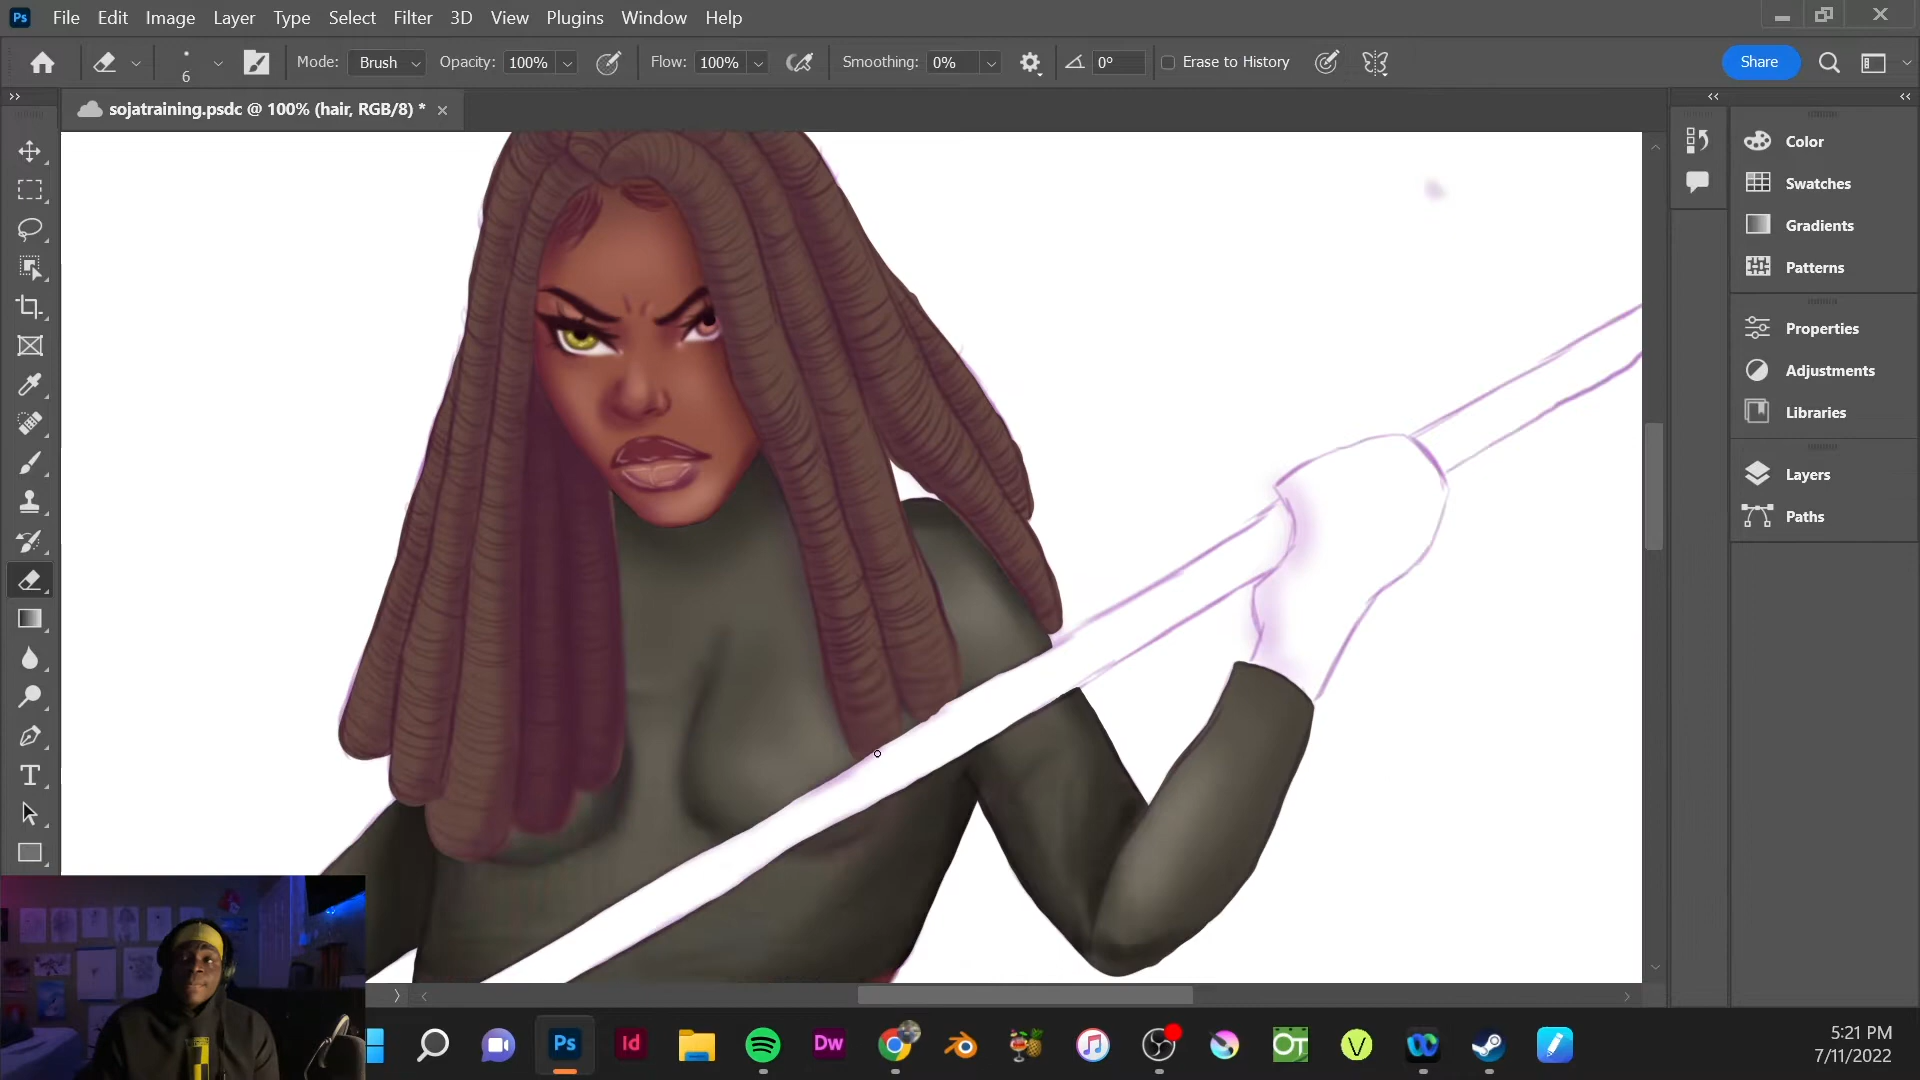 Ps File Edit Image Layer Type Select Filter 3D View Plugins Window Help
6 Mode: Brush Opacity: 100% Flow: 100% Smoothing: 0% 0° Erase to History Share
sojatraining.psdc @ 100% (hair, RGB/8) *
Color
Swatches
Gradients
Patterns
Properties
Adjustments
Libraries
Layers
Paths
T
Ps Id Dw OT V
5:21 PM
7/11/2022